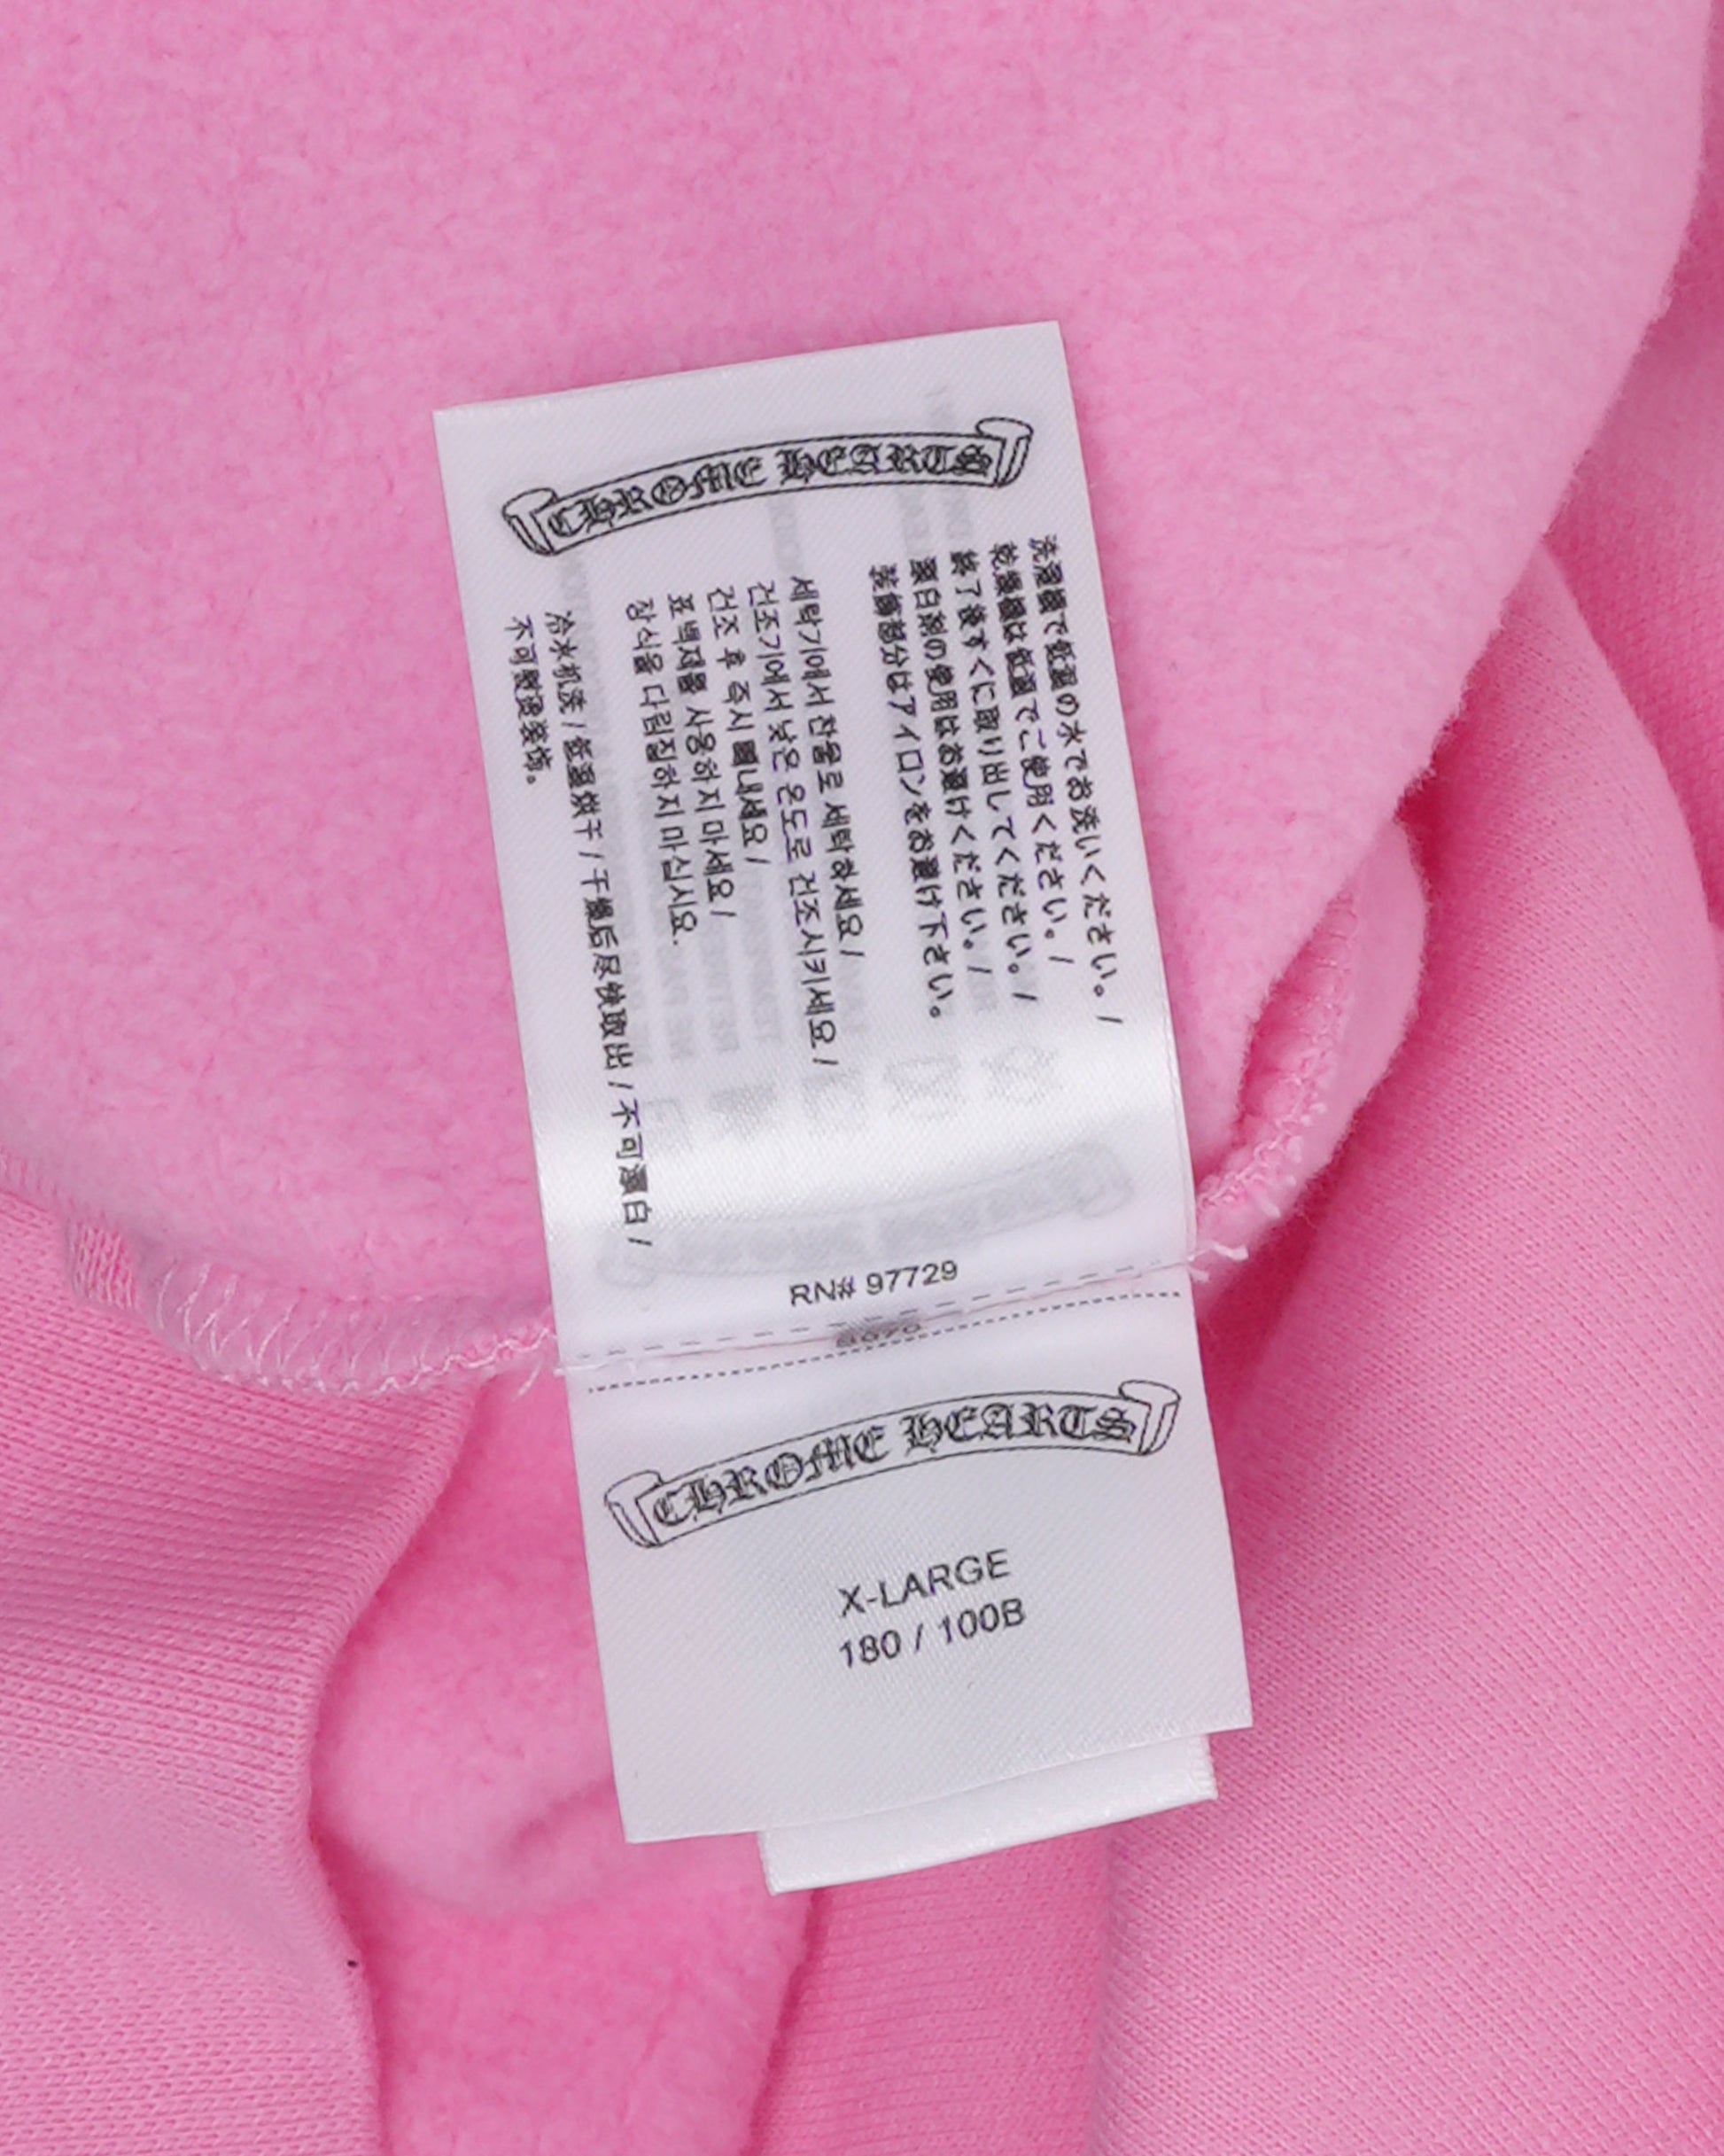 CHROME HEARTS
洗濯機で低温の水でお洗いください。/
乾燥機は低温でご使用ください。/
終了後すぐに取り出してください。/
漂白剤の使用はお避けください。/
装飾部分はアイロンをお避け下さい。
세탁기에서 찬물로 세탁하세요 /
건조기에서 낮은 온도로 건조시키세요 /
건조 후 즉시 꺼내세요 /
표백제를 사용하지 마세요 /
장식을 다림질하지 마십시요.
冷水机洗 / 低温烘干 / 干燥后尽快取出 / 不可漂白 /
不可熨烫装饰。
RN# 97729
CHROME HEARTS
X-LARGE
180 / 100B